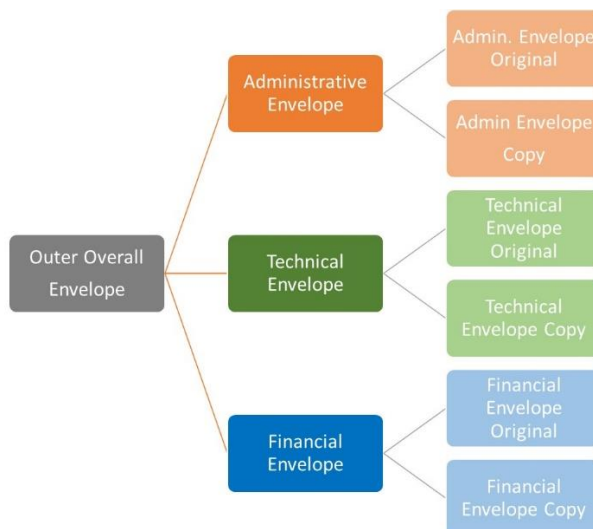 Outer Overall
Envelope
Administrative
Envelope
Admin. Envelope
Original
Admin Envelope
Copy
Technical
Envelope
Technical
Envelope
Original
Technical
Envelope Copy
Financial
Envelope
Financial
Envelope
Original
Financial
Envelope Copy